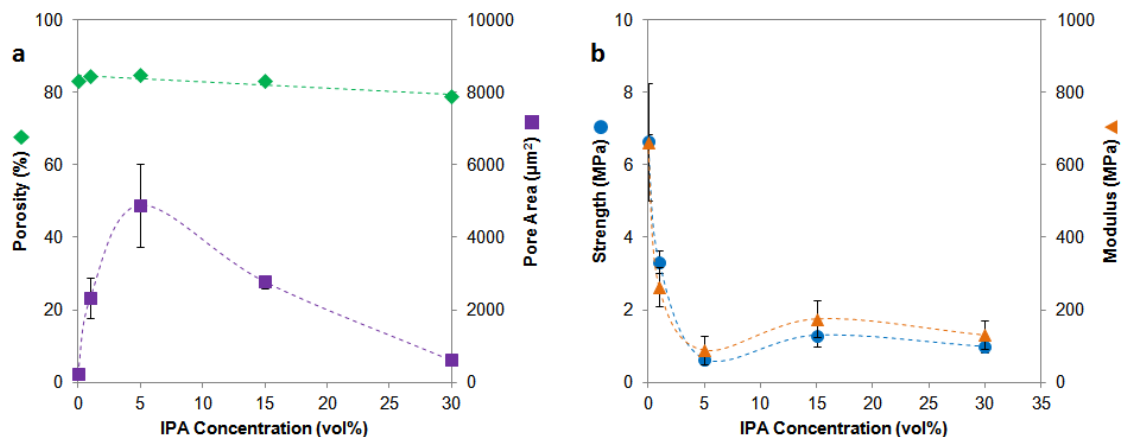 a
100
80
60
40
20
0
10000
8000
6000
4000
2000
0
0 5 10 15 20 25 30
Porosity (%)
Pore Area (µm²)
IPA Concentration (vol%)
b
10
8
6
4
2
0
1000
800
600
400
200
0
0 5 10 15 20 25 30 35
Strength (MPa)
Modulus (MPa)
IPA Concentration (vol%)